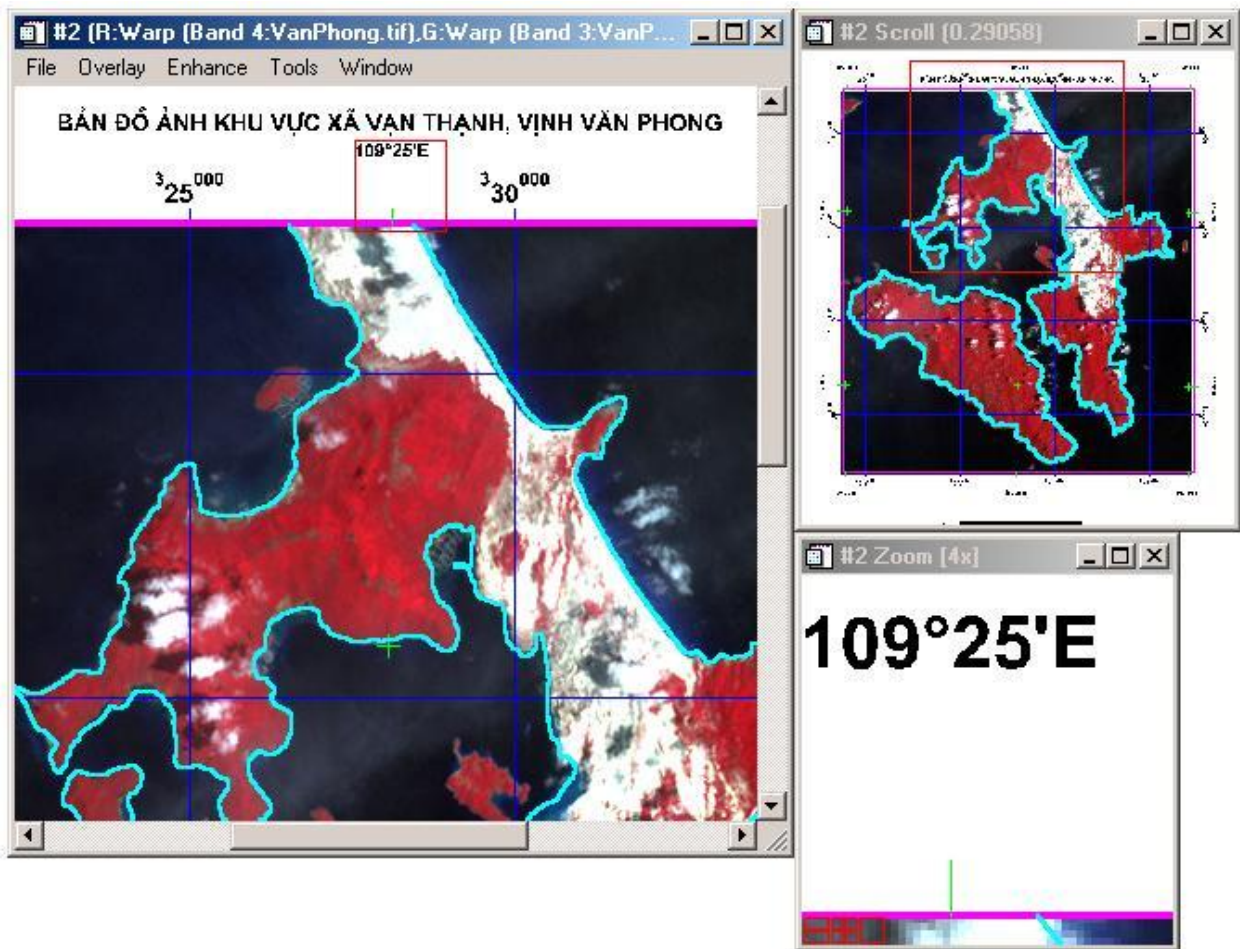 #2 (R:Warp (Band 4:VanPhong.tif),G:Warp (Band 3:VanP...
File Overlay Enhance Tools Window
BẢN ĐỒ ẢNH KHU VỰC XÃ VẠN THẠNH, VỊNH VÂN PHONG
109°25'E
³25⁰⁰⁰ ³30⁰⁰⁰
#2 Scroll (0.29058)
#2 Zoom [4x]
109°25'E